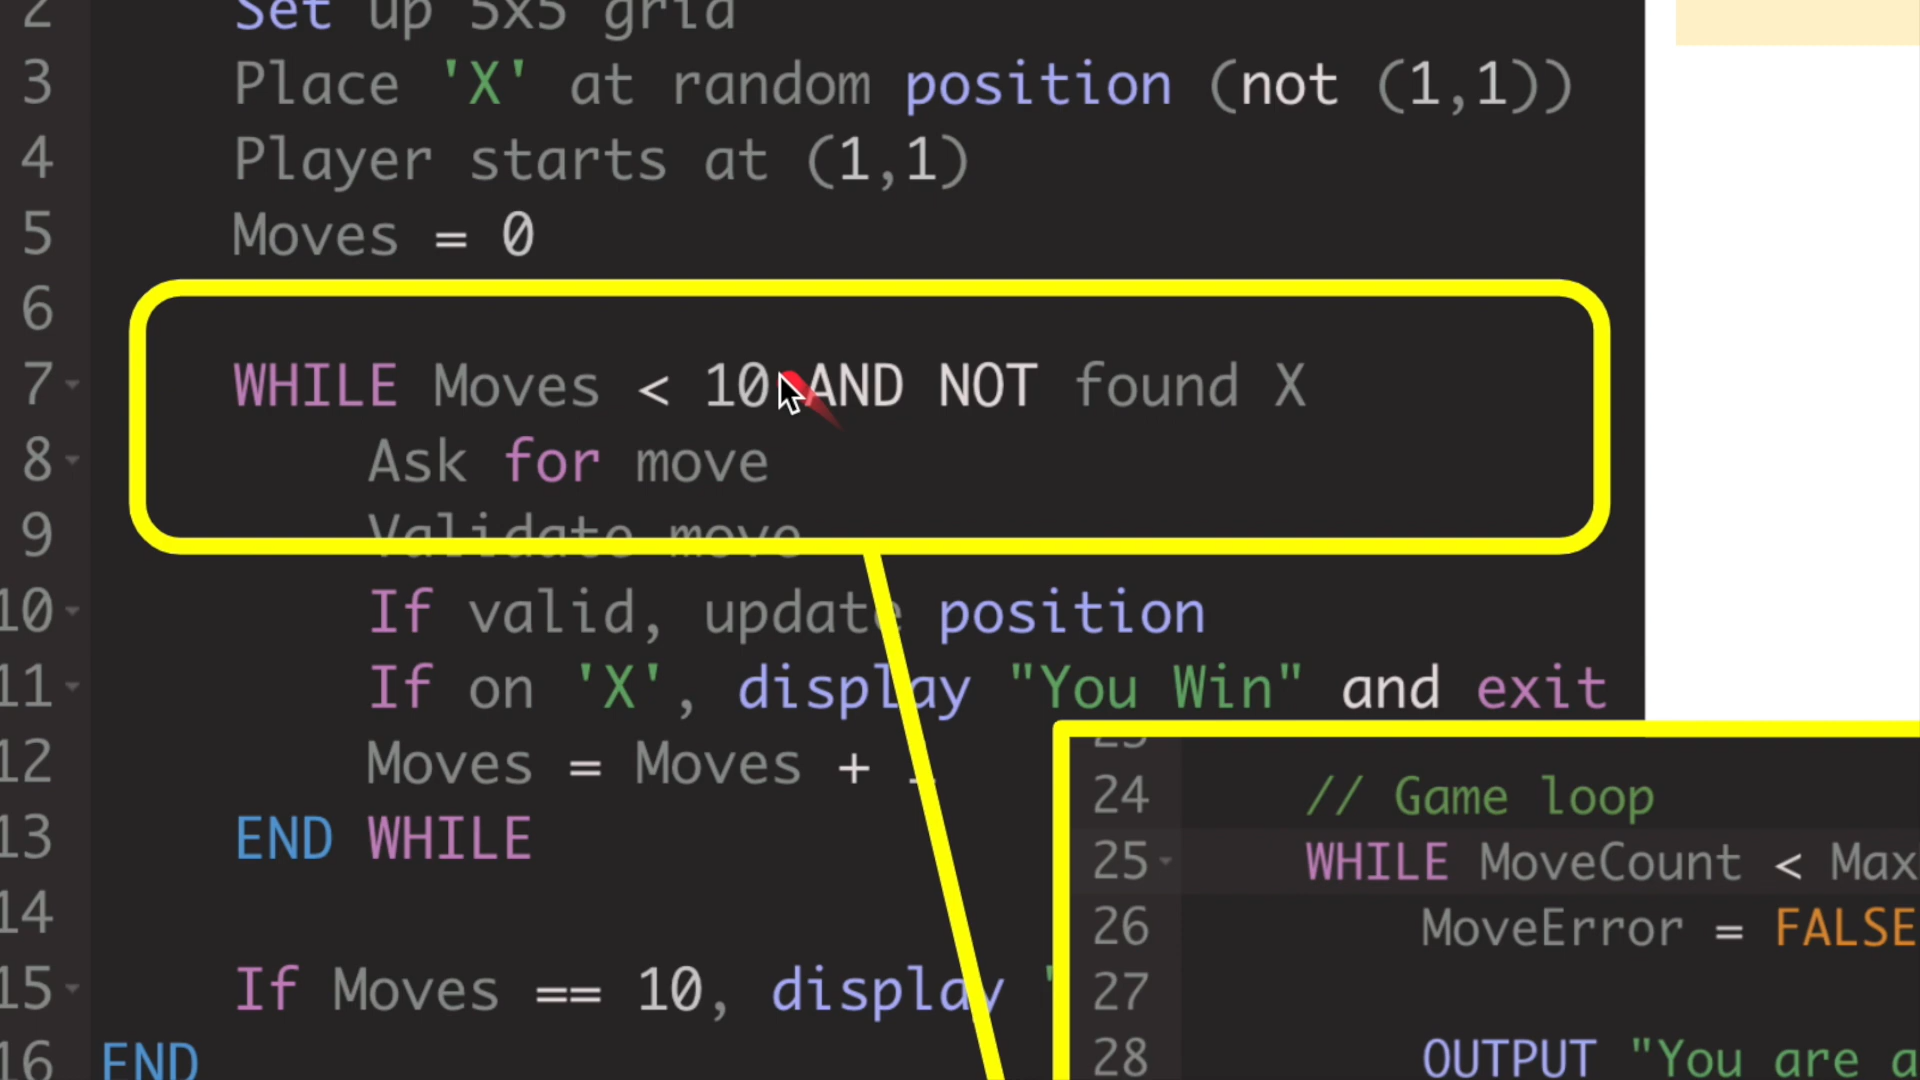 2 Set up 5x5 grid
3 Place 'X' at random position (not (1,1))
4 Player starts at (1,1)
5 Moves = 0
6
7 WHILE Moves < 10 AND NOT found X
8 Ask for move
9 Validate move
10 If valid, update position
11 If on 'X', display "You Win" and exit
12 Moves = Moves +
13 END WHILE
14
15 If Moves == 10, display
16 END
24 // Game loop
25 WHILE MoveCount < Max
26 MoveError = FALSE
27
28 OUTPUT "You are a